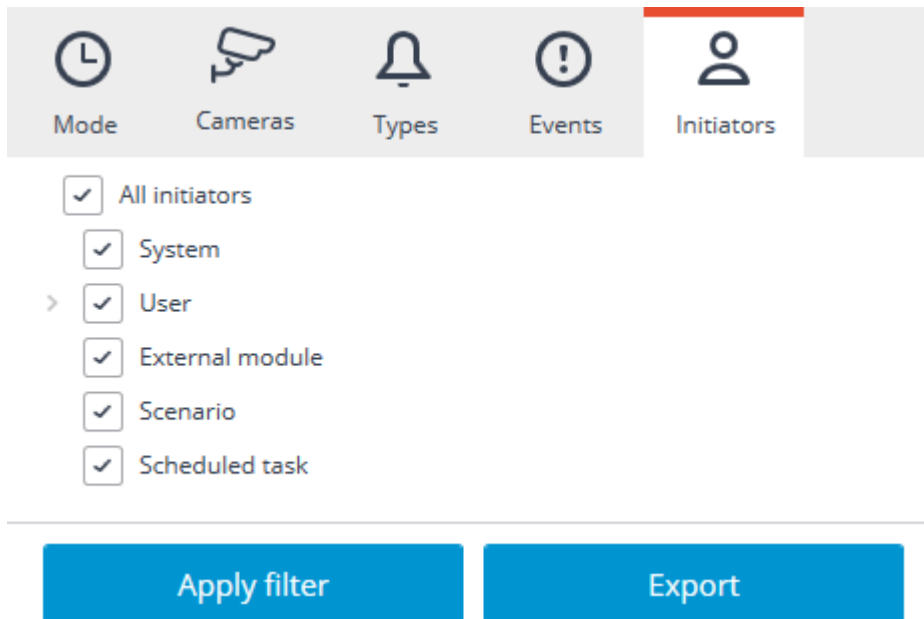 Mode Cameras Types Events Initiators
All initiators
System
User
External module
Scenario
Scheduled task
Apply filter Export